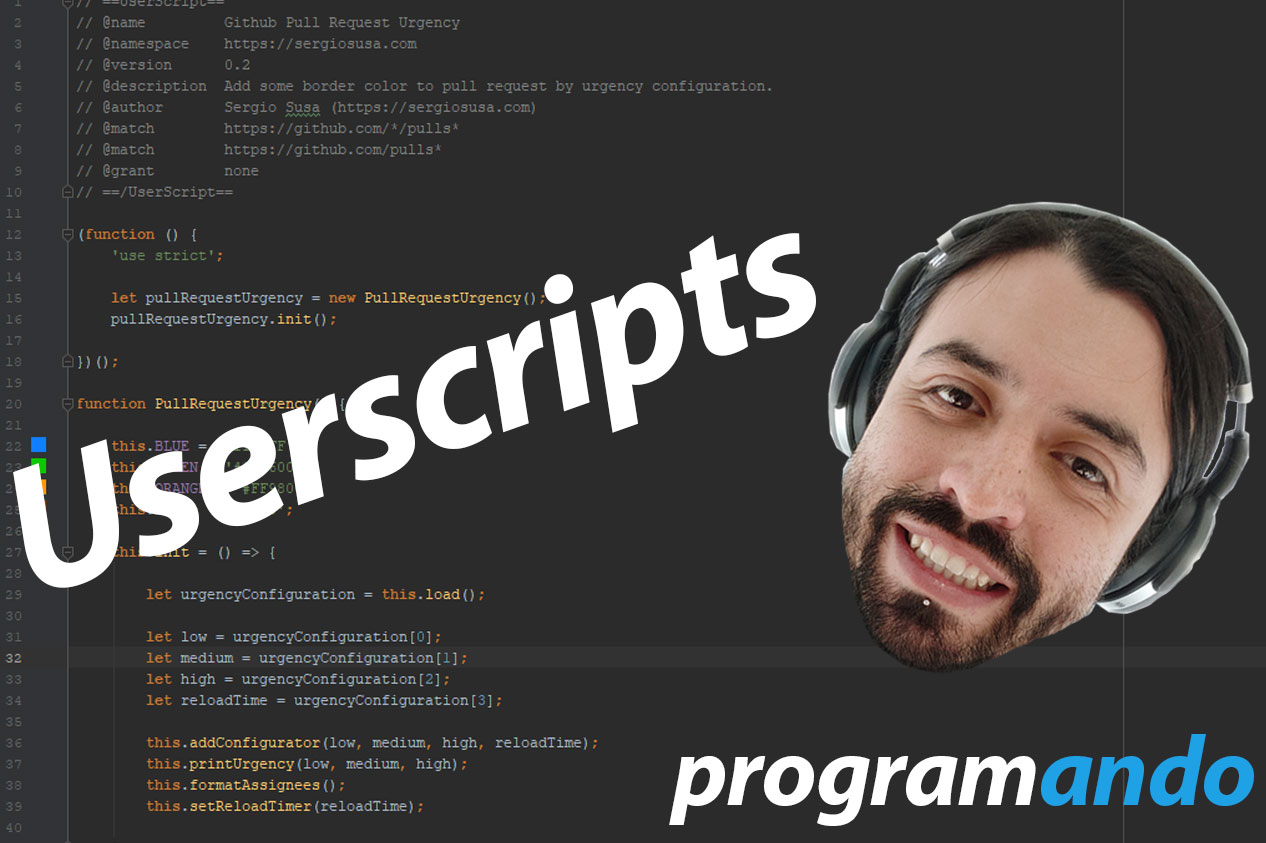 // ==UserScript==
// @name Github Pull Request Urgency
// @namespace https://sergiosusa.com
// @version 0.2
// @description Add some border color to pull request by urgency configuration.
// @author Sergio Susa (https://sergiosusa.com)
// @match https://github.com/*/pulls*
// @match https://github.com/pulls*
// @grant none
// ==/UserScript==
(function () {
'use strict';
let pullRequestUrgency = new PullRequestUrgency();
pullRequestUrgency.init();
})();
function PullRequestUrgency {
this.BLUE =
'#FF980
= () => {
let urgencyConfiguration = this.load();
let low = urgencyConfiguration[0];
let medium = urgencyConfiguration[1];
let high = urgencyConfiguration[2];
let reloadTime = urgencyConfiguration[3];
this.addConfigurator(low, medium, high, reloadTime);
this.printUrgency(low, medium, high);
this.formatAssignees();
this.setReloadTimer(reloadTime);
Userscripts
programando